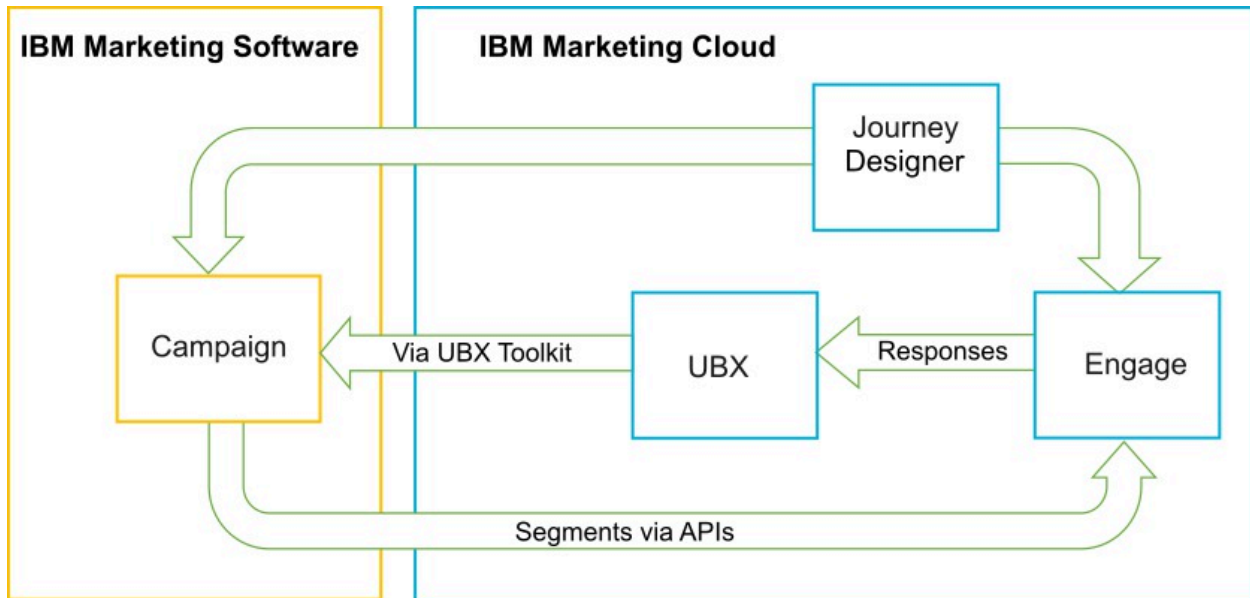 IBM Marketing Software
IBM Marketing Cloud
Journey
Designer
Campaign
Via UBX Toolkit
UBX
Responses
Engage
Segments via APIs